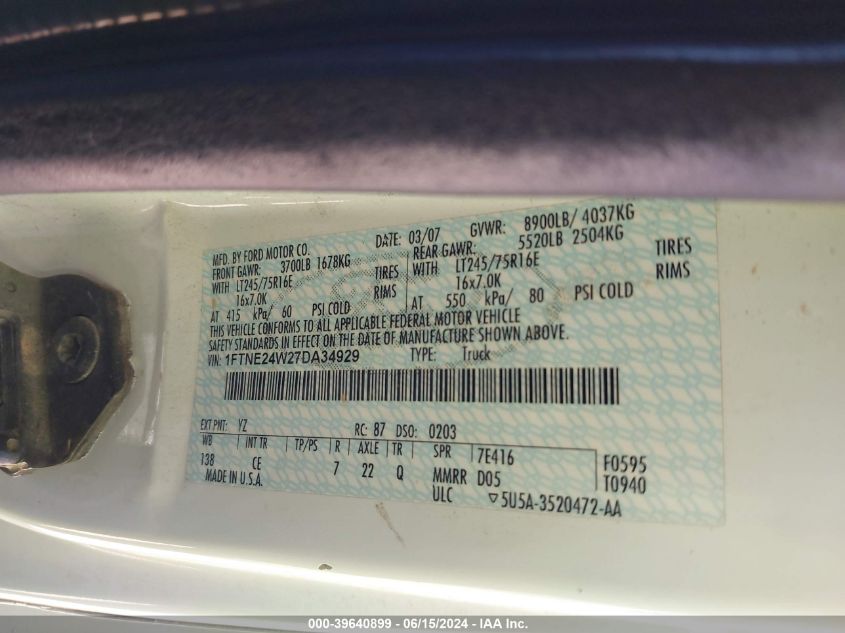 MFD. BY FORD MOTOR CO. DATE: 03/07 GVWR: 8900LB/ 4037KG
FRONT GAWR: 3700LB 1678KG REAR GAWR: 5520LB 2504KG
WITH LT245/75R16E TIRES WITH LT245/75R16E TIRES
16x7.0K RIMS 16x7.0K RIMS
AT 415 kPa/ 60 PSI COLD AT 550 kPa/ 80 PSI COLD
THIS VEHICLE CONFORMS TO ALL APPLICABLE FEDERAL MOTOR VEHICLE
SAFETY STANDARDS IN EFFECT ON THE DATE OF MANUFACTURE SHOWN ABOVE.
VIN: 1FTNE24W27DA34929 TYPE: Truck
EXT PNT: YZ RC: 87 DSO: 0203
WB INT TR TP/PS R AXLE TR SPR 7E416 F0595
138 CE 7 22 Q MMRR D05 T0940
MADE IN U.S.A. ULC ▽5U5A-3520472-AA
000-39640899 - 06/15/2024 - IAA Inc.